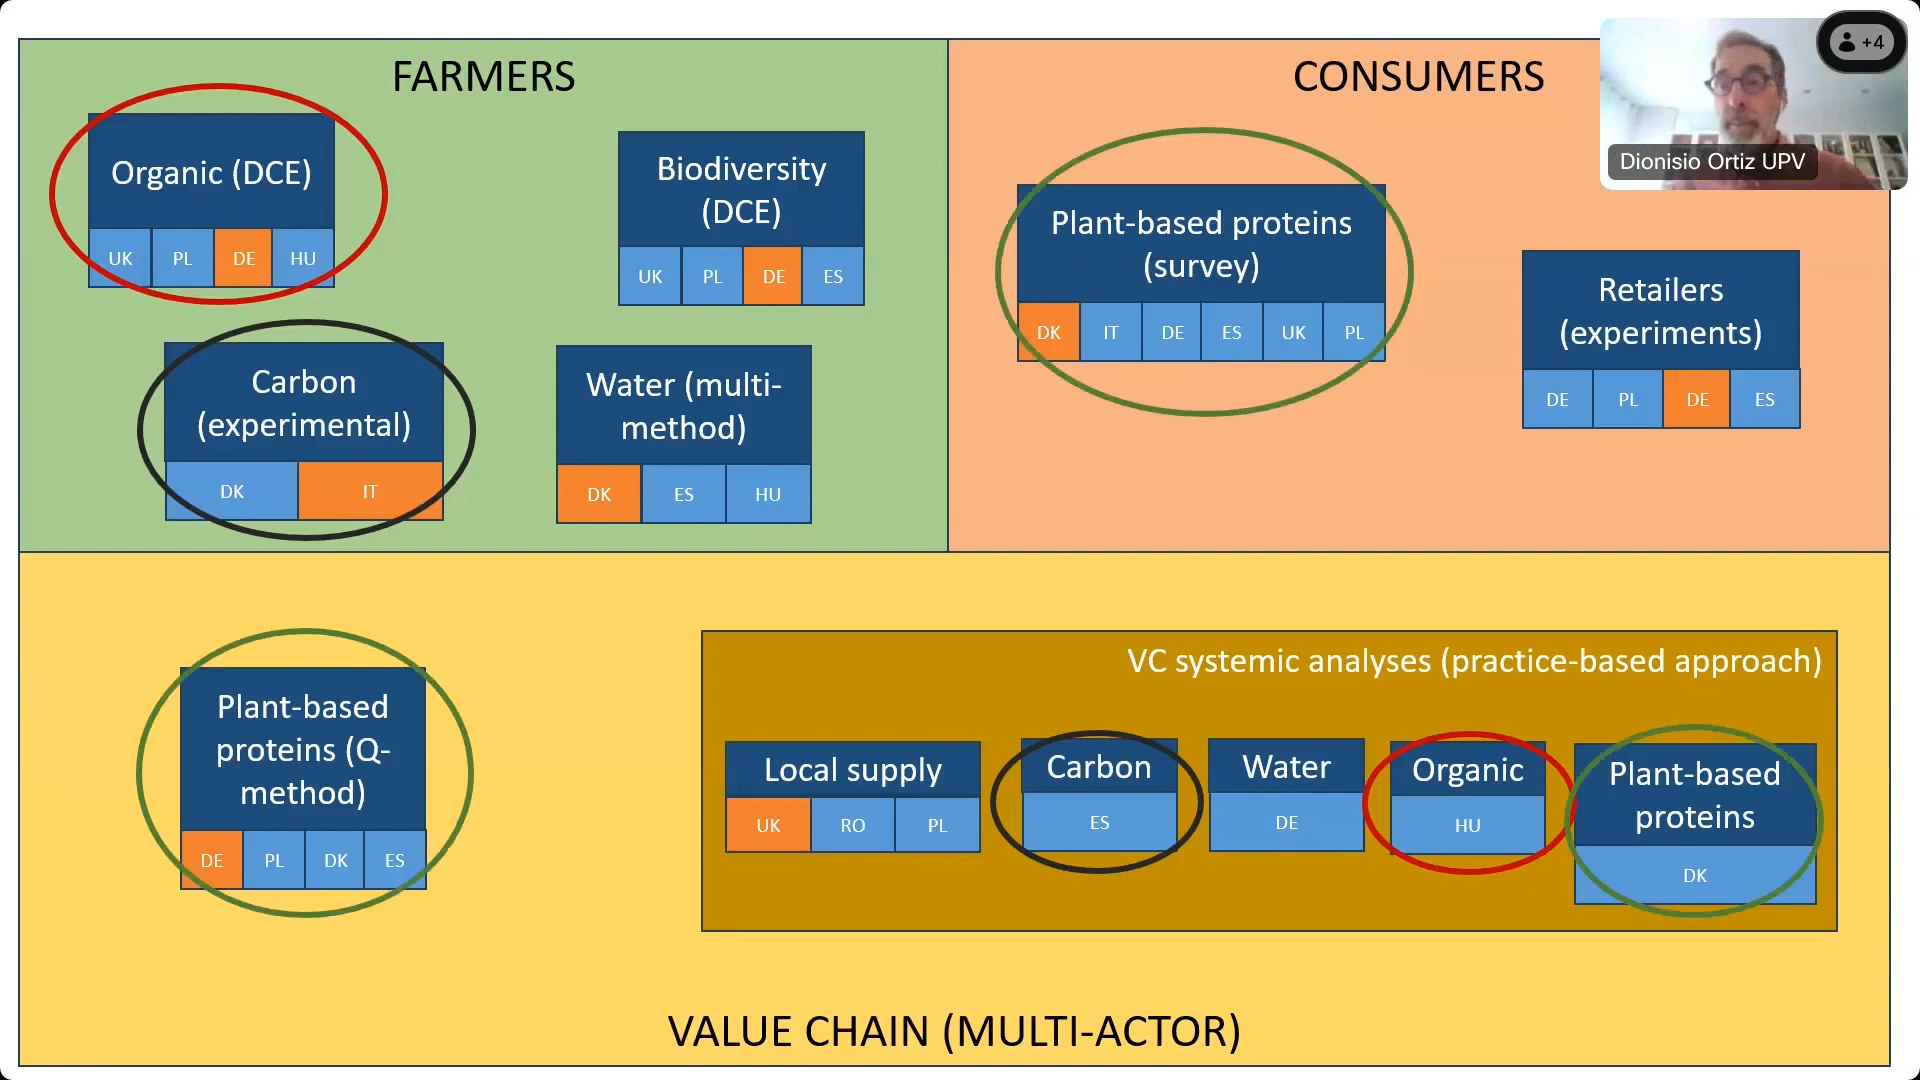 FARMERS
Organic (DCE)
UK PL DE HU
Biodiversity
(DCE)
UK PL DE ES
Carbon
(experimental)
DK IT
Water (multi-
method)
DK ES HU
CONSUMERS
+4
Dionisio Ortiz UPV
Plant-based proteins
(survey)
DK IT DE ES UK PL
Retailers
(experiments)
DE PL DE ES
Plant-based
proteins (Q-
method)
DE PL DK ES
VC systemic analyses (practice-based approach)
Local supply
UK RO PL
Carbon
ES
Water
DE
Organic
HU
Plant-based
proteins
DK
VALUE CHAIN (MULTI-ACTOR)